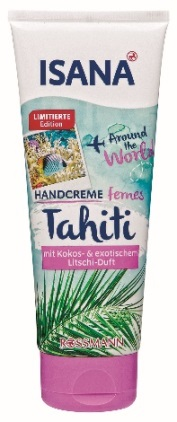 ISANA
LIMITIERTE
Edition
Around
the
World
HANDCREME fernes
Tahiti
mit Kokos- & exotischem
Litschi-Duft
ROSSMANN